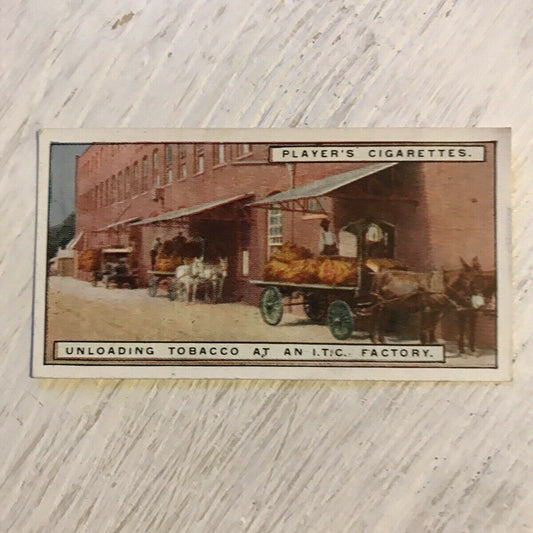 PLAYER'S CIGARETTES.
UNLOADING TOBACCO AT AN I.T.C. FACTORY.